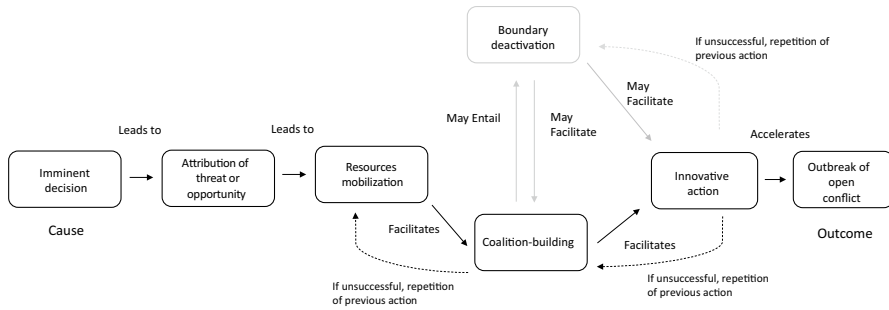 Boundary
deactivation
If unsuccessful, repetition of
previous action
May
Facilitate
May Entail
May
Facilitate
Leads to
Leads to
Accelerates
Imminent
decision
Attribution of
threat or
opportunity
Resources
mobilization
Innovative
action
Outbreak of
open
conflict
Cause
Facilitates
Coalition-building
Facilitates
Outcome
If unsuccessful, repetition
of previous action
If unsuccessful, repetition
of previous action